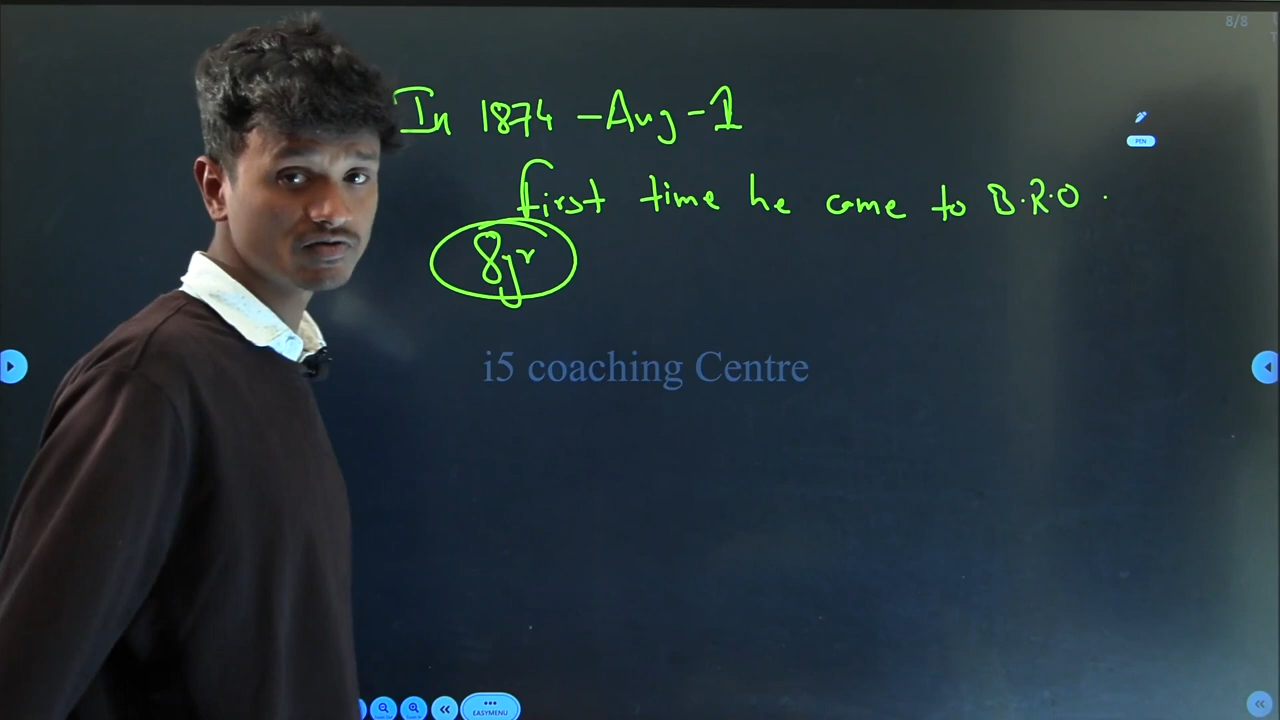 8/8
In 1874 -Aug-1
first time he came to B.R.O.
8yr
PEN
i5 coaching Centre
EASYMENU